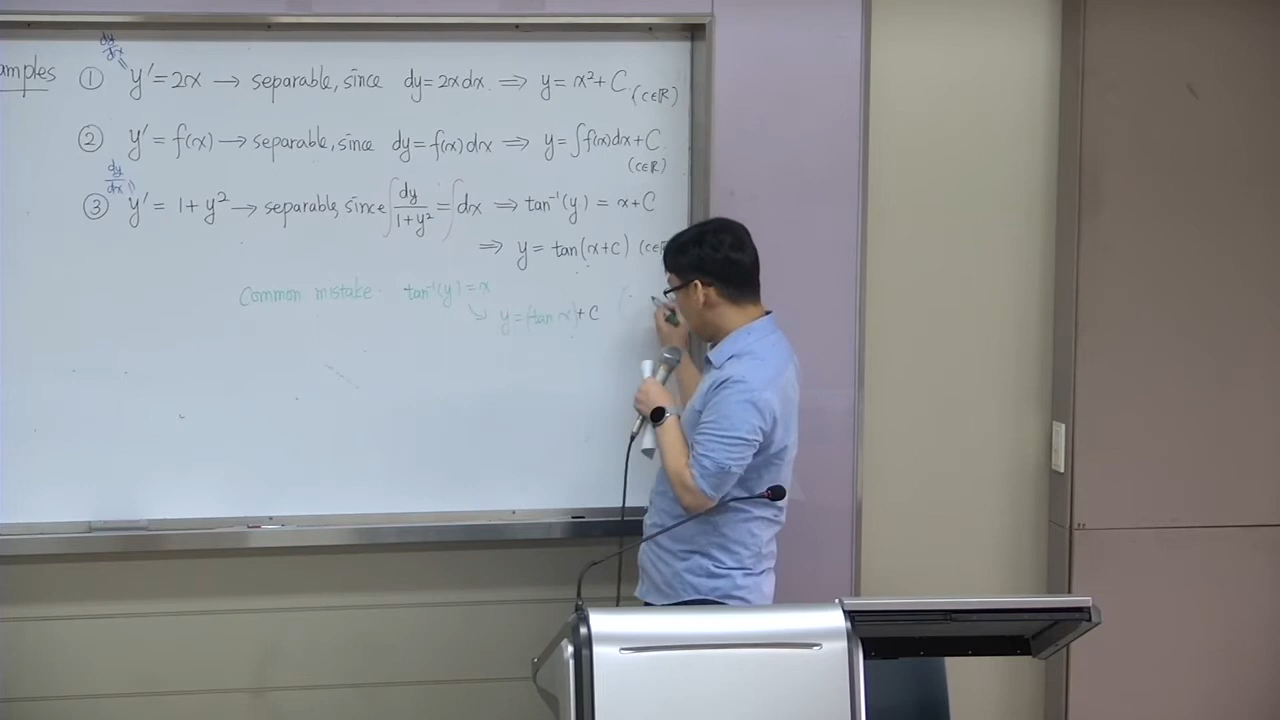 amples ① y' = 2x → separable, since dy = 2x dx ⇒ y = x² + C. (C∈ℝ)
dy/dx
② y' = f(x) → separable, since dy = f(x) dx ⇒ y = ∫f(x)dx + C. (C∈ℝ)
dy/dx
③ y' = 1 + y² → separable, since ∫ dy/(1+y²) = ∫ dx ⇒ tan⁻¹(y) = x + C
⇒ y = tan(x+C) (C∈
Common mistake tan⁻¹(y) = x
↘ y = (tan x) + C